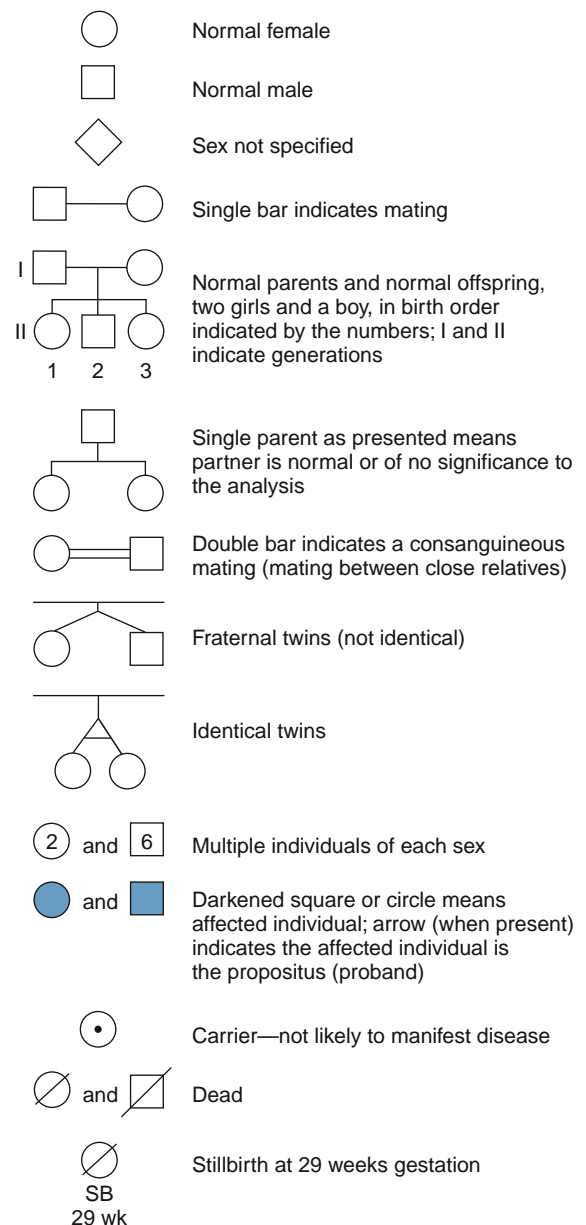 Normal female
Normal male
Sex not specified
Single bar indicates mating
I
II
1 2 3
Normal parents and normal offspring,
two girls and a boy, in birth order
indicated by the numbers; I and II
indicate generations
Single parent as presented means
partner is normal or of no significance to
the analysis
Double bar indicates a consanguineous
mating (mating between close relatives)
Fraternal twins (not identical)
Identical twins
2 and 6 Multiple individuals of each sex
and Darkened square or circle means
affected individual; arrow (when present)
indicates the affected individual is
the propositus (proband)
Carrier—not likely to manifest disease
and Dead
Stillbirth at 29 weeks gestation
SB
29 wk